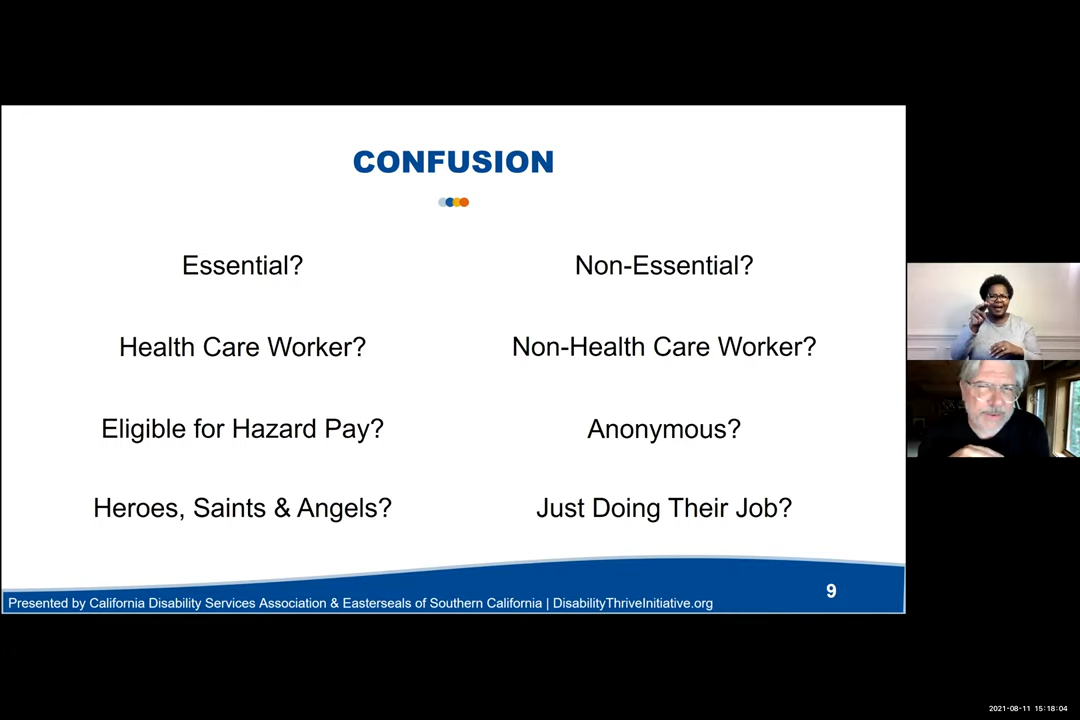 CONFUSION
Essential?
Non-Essential?
Health Care Worker?
Non-Health Care Worker?
Eligible for Hazard Pay?
Anonymous?
Heroes, Saints & Angels?
Just Doing Their Job?
Presented by California Disability Services Association & Easterseals of Southern California | DisabilityThriveInitiative.org
9
2021-08-11 15:18:04